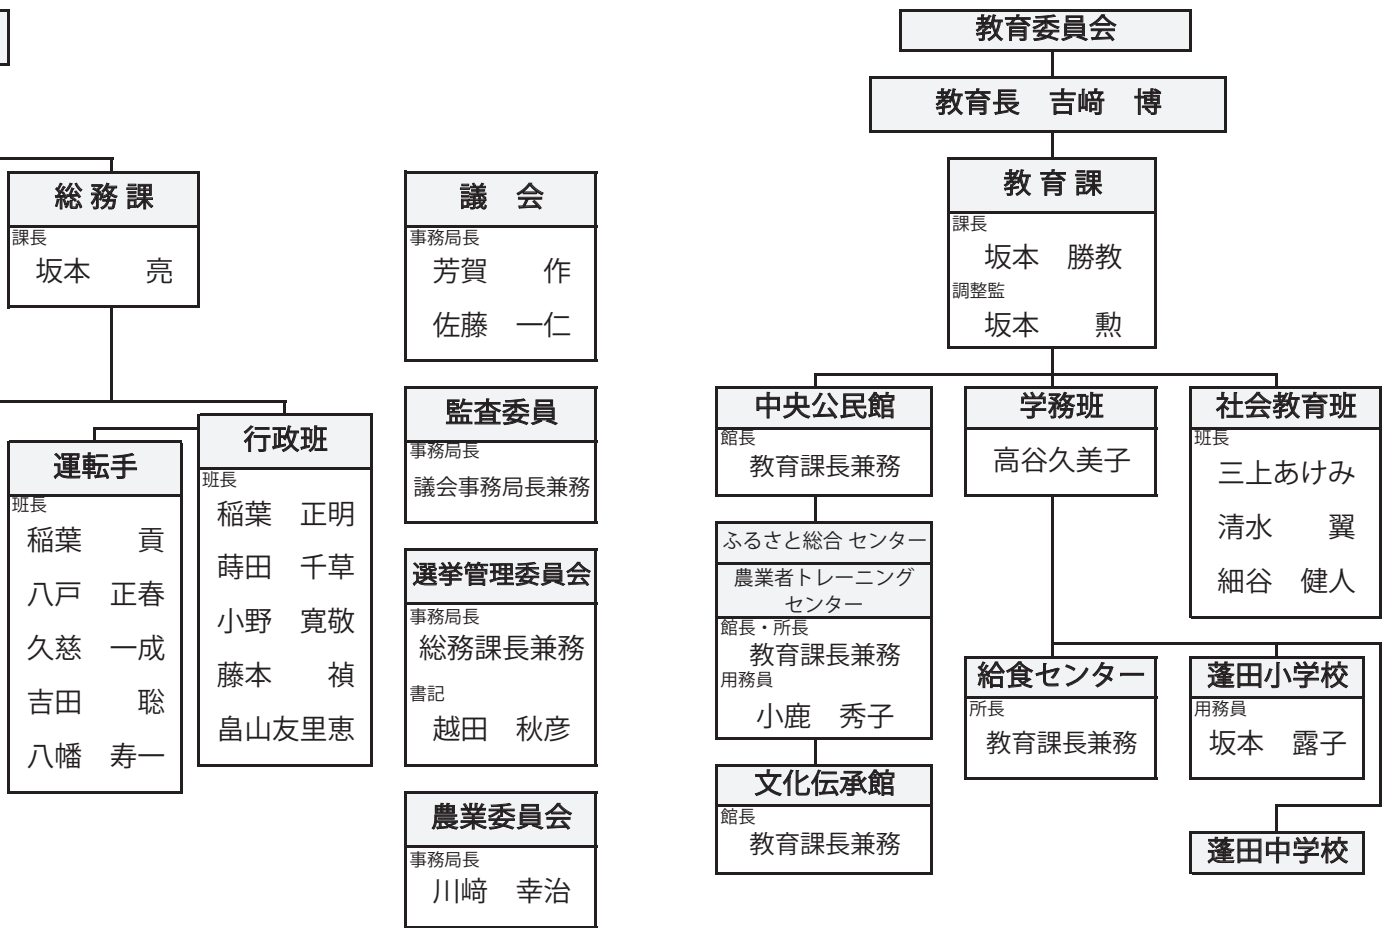 総務課
課長
坂本　　亮
運転手
班長
稲葉　　貢
八戸　正春
久慈　一成
吉田　　聡
八幡　寿一
行政班
班長
稲葉　正明
蒔田　千草
小野　寛敬
藤本　　禎
畠山友里恵
議　会
事務局長
芳賀　　作
佐藤　一仁
監査委員
事務局長
議会事務局長兼務
選挙管理委員会
事務局長
総務課長兼務
書記
越田　秋彦
農業委員会
事務局長
川﨑　幸治
教育委員会
教育長　吉﨑　博
教育課
課長
坂本　勝教
調整監
坂本　　勲
中央公民館
館長
教育課長兼務
ふるさと総合 センター
農業者トレーニング
センター
館長・所長
教育課長兼務
用務員
小鹿　秀子
文化伝承館
館長
教育課長兼務
学務班
高谷久美子
給食センター
所長
教育課長兼務
社会教育班
班長
三上あけみ
清水　　翼
細谷　健人
蓬田小学校
用務員
坂本　露子
蓬田中学校